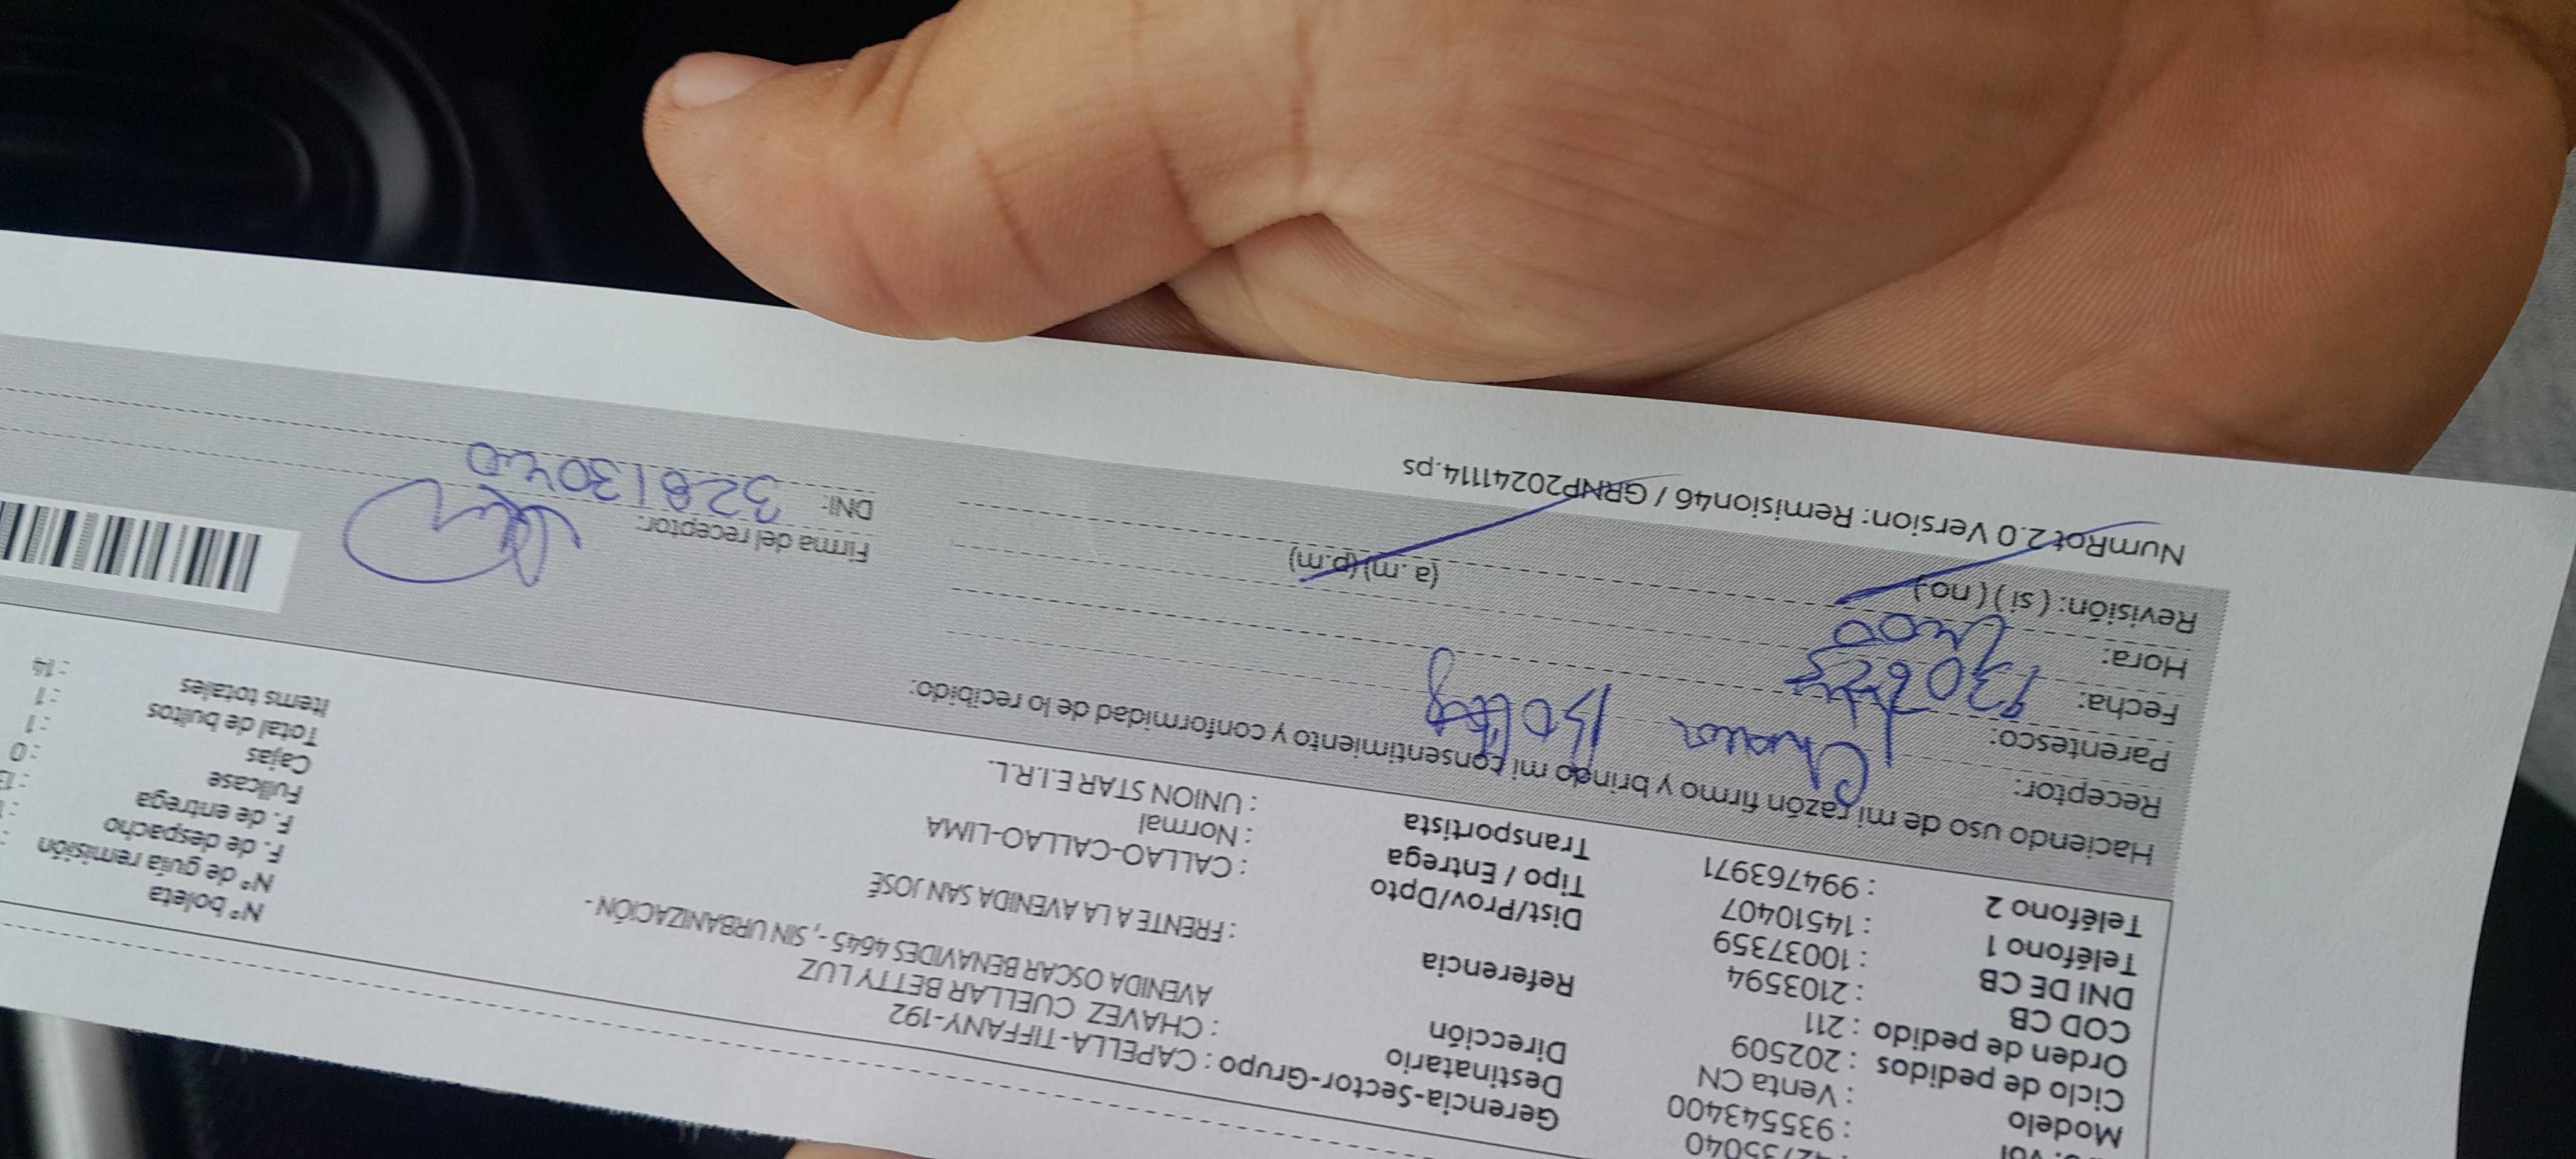 42735040
: 935543400
Modelo : Venta CN
Ciclo de pedidos : 202509
Orden de pedido : 211
COD CB : 2103594
DNI DE CB : 10037359
Teléfono 1 : 14510407
Teléfono 2 : 994763971
Gerencia-Sector-Grupo : CAPELLA-TIFFANY-192
Destinatario : CHAVEZ CUELLAR BETTY LUZ
Dirección AVENIDA OSCAR BENAVIDES 4645 -, SIN URBANIZACIÓN -
Referencia : FRENTE A LA AVENIDA SAN JOSÉ
Dist/Prov/Dpto : CALLAO-CALLAO-LIMA
Tipo / Entrega : Normal
Transportista : UNION STAR E.I.R.L.
N° boleta
N° de guía remisión
F. de despacho
F. de entrega
Fullcase : 0
Cajas : 1
Total de bultos : 1
Items totales : 14
Haciendo uso de mi razón firmo y brindo mi consentimiento y conformidad de lo recibido:
Receptor:
Parentesco:
Fecha:
Hora: (a.m)(p.m)
Revisión: ( si ) ( no )
Firma del receptor:
DNI:
NumRot 2.0 Version: Remision46 / GRNP20241114.ps